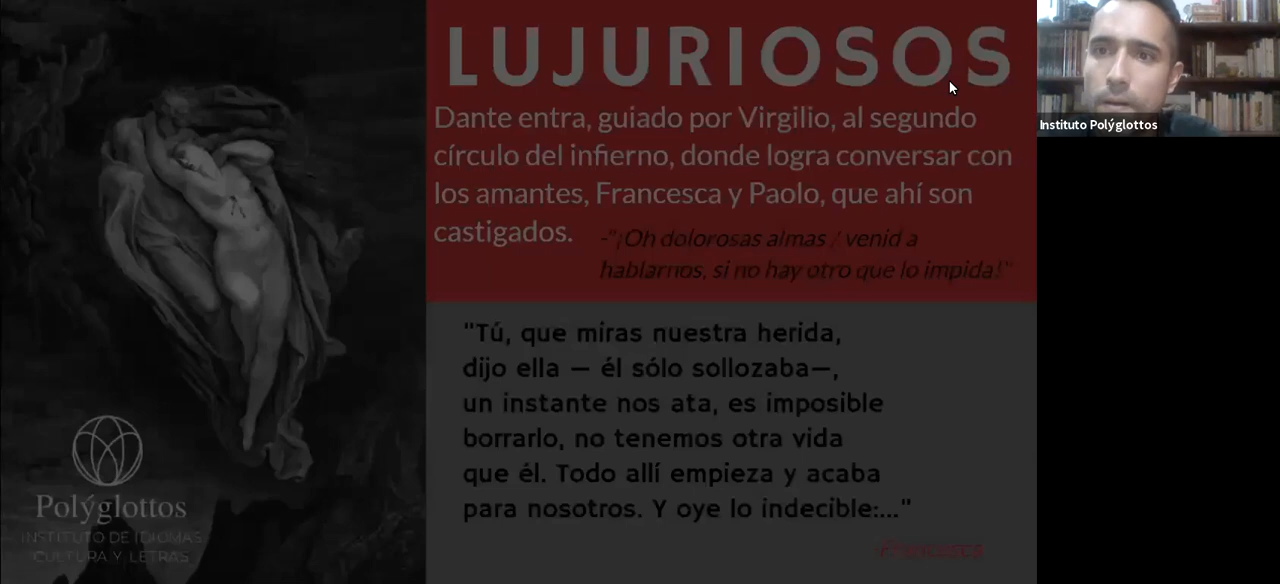 LUJURIOSOS
Dante entra, guiado por Virgilio, al segundo
círculo del infierno, donde logra conversar con
los amantes, Francesca y Paolo, que ahí son
castigados.
-"¡Oh dolorosas almas / venid a
hablarnos, si no hay otro que lo impida!"
"Tú, que miras nuestra herida,
dijo ella — él sólo sollozaba—,
un instante nos ata, es imposible
borrarlo, no tenemos otra vida
que él. Todo allí empieza y acaba
para nosotros. Y oye lo indecible:..."
Francesca
Polýglottos
INSTITUTO DE IDIOMAS
CULTURA Y LETRAS
Instituto Polýglottos